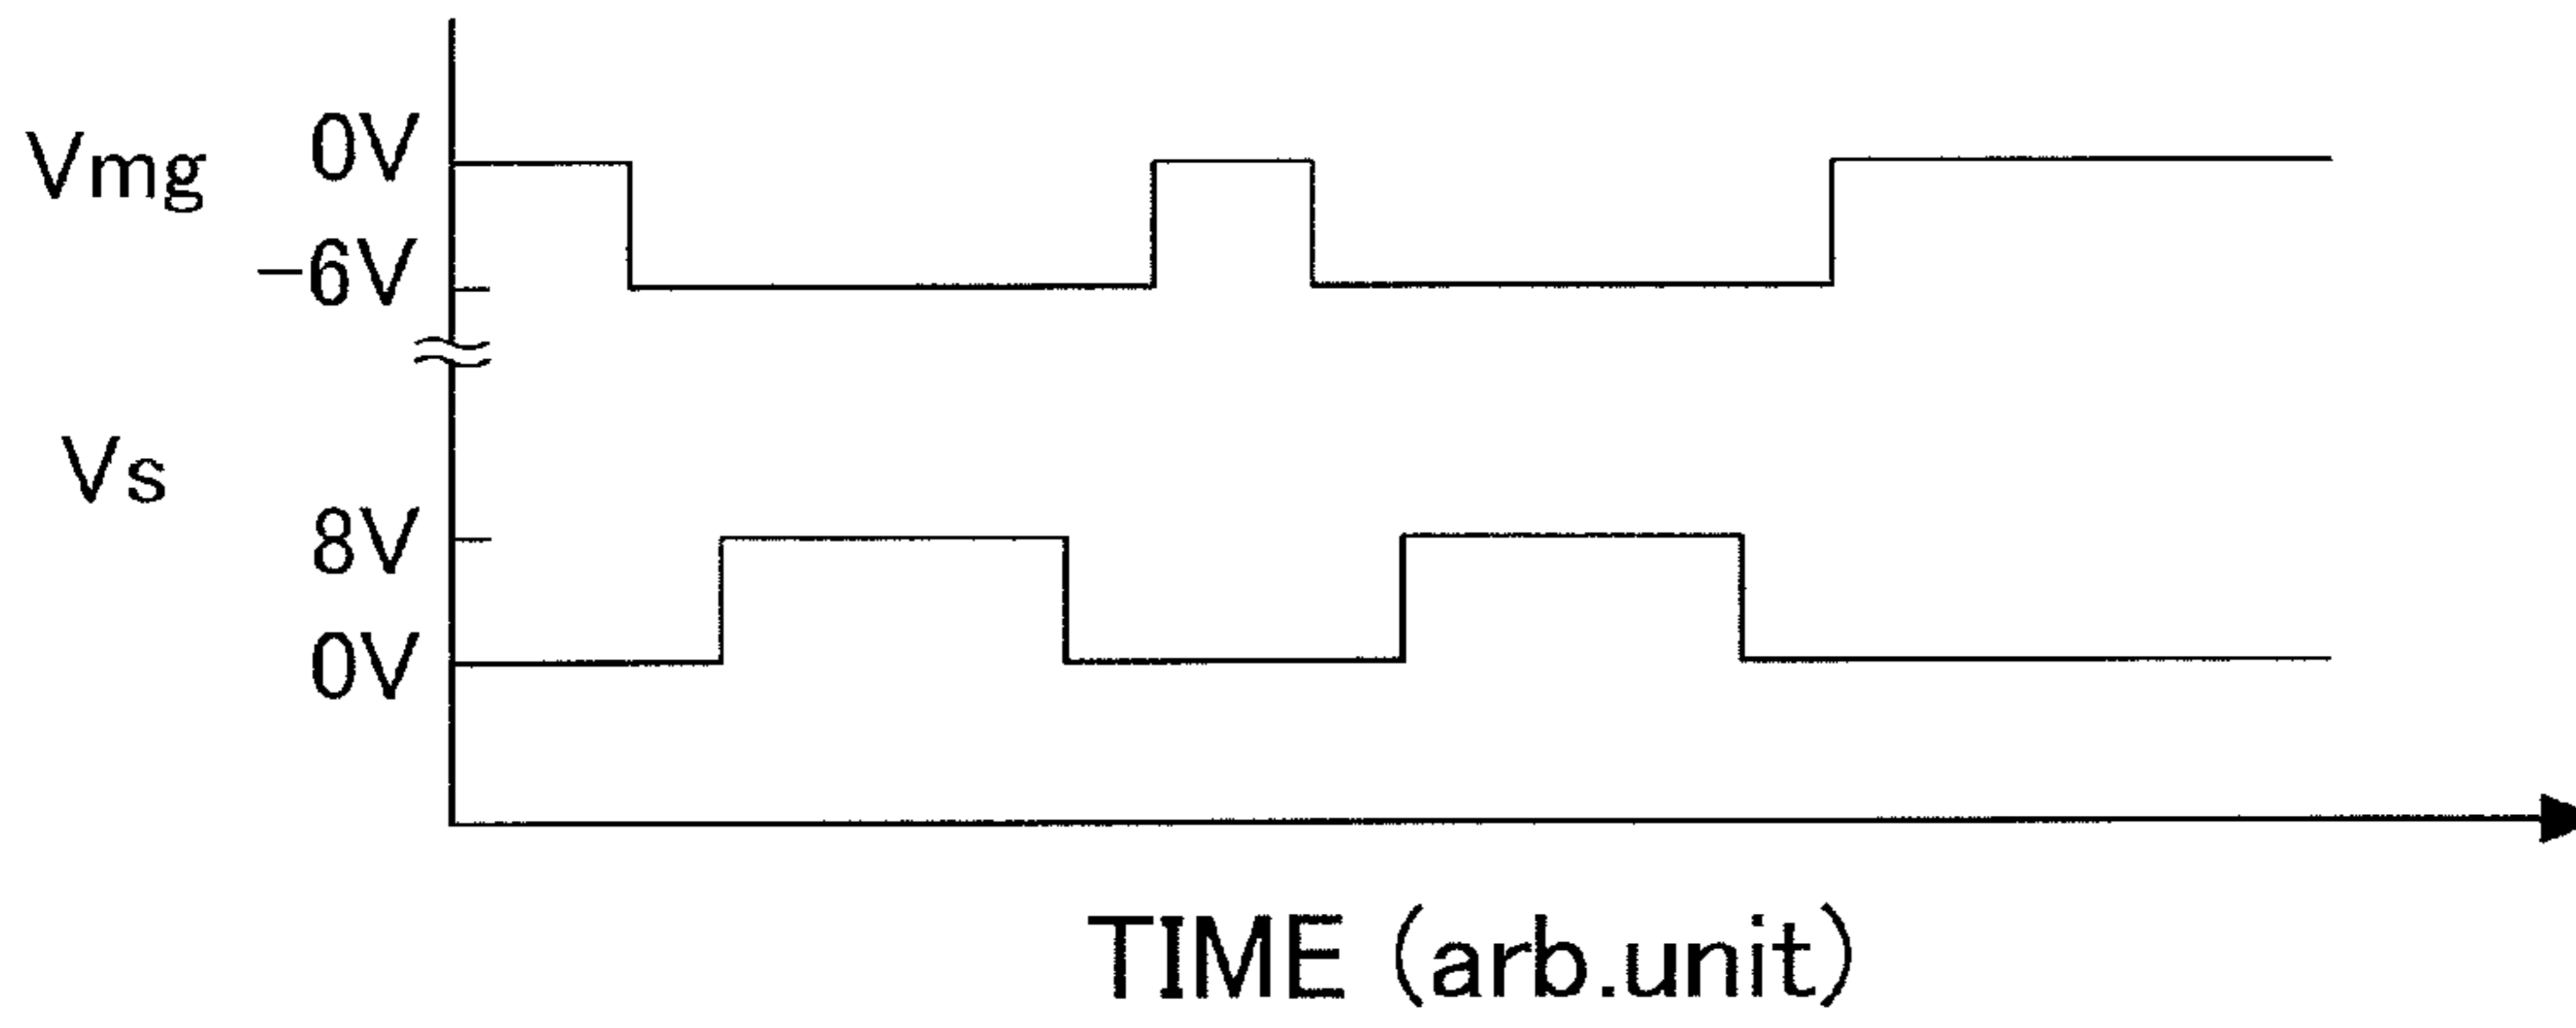 Vmg
0V
−6V
Vs
8V
0V
TIME (arb.unit)